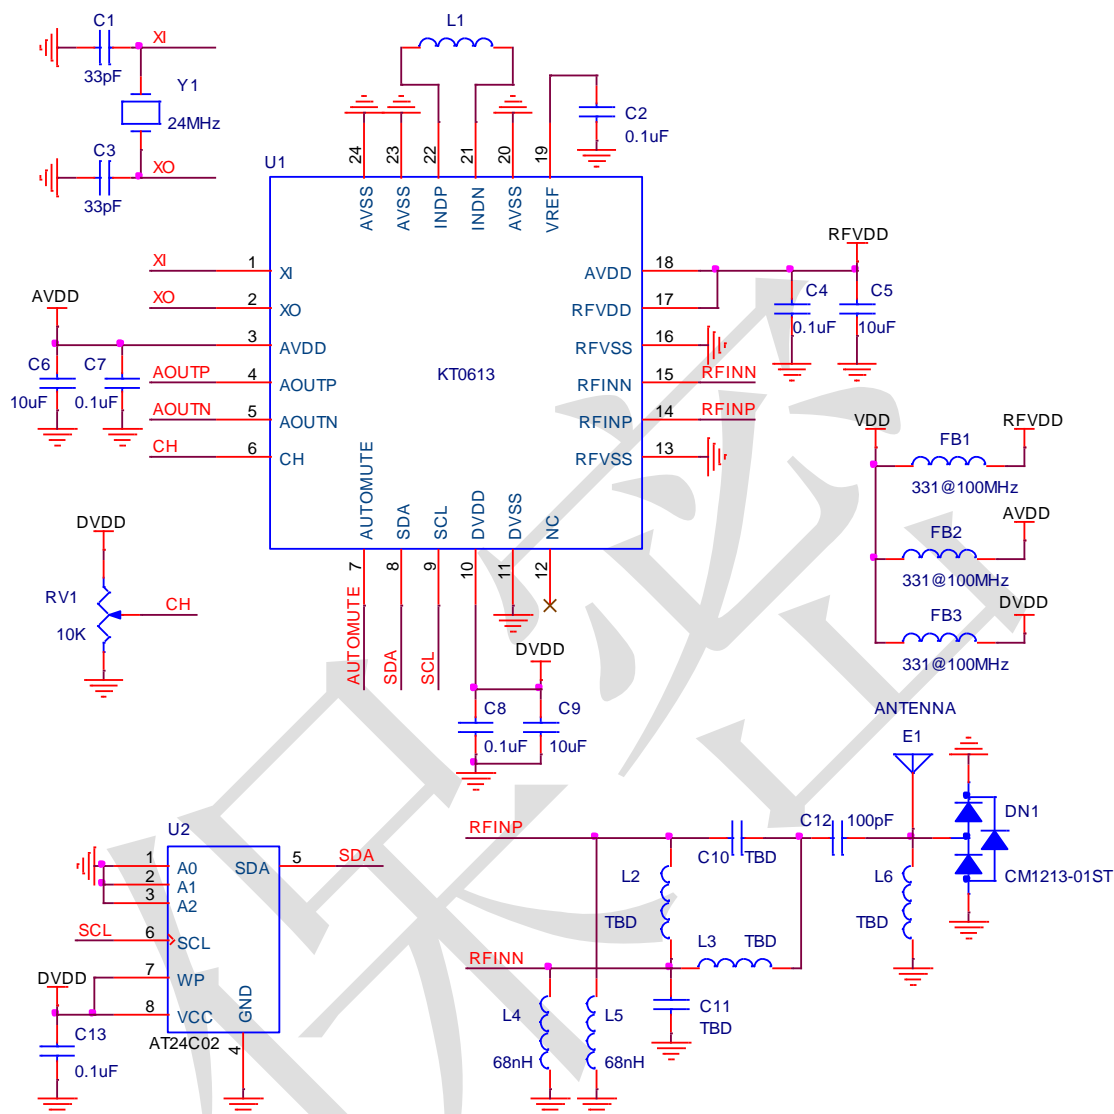 C1
XI
33pF
Y1
24MHz
C3
XO
33pF
L1
C2
0.1uF
U1
24
23
22
21
20
19
AVSS
AVSS
INDP
INDN
AVSS
VREF
XI
1
XI
XO
2
XO
AVDD
3
AVDD
C6
C7
10uF
0.1uF
AOUTP
4
AOUTP
AOUTN
5
AOUTN
CH
6
CH
KT0613
RFVDD
AVDD
18
RFVDD
17
C4
C5
0.1uF
10uF
RFVSS
16
RFINN
15
RFINN
RFINP
14
RFINP
RFVSS
13
AUTOMUTE
SDA
SCL
DVDD
DVSS
NC
7
8
9
10
11
12
AUTOMUTE
SDA
SCL
DVDD
C8
C9
0.1uF
10uF
VDD
FB1
RFVDD
331@100MHz
FB2
AVDD
331@100MHz
FB3
DVDD
331@100MHz
DVDD
RV1
10K
CH
U2
1
A0
2
A1
3
A2
SDA
5
SDA
SCL
6
SCL
DVDD
7
WP
8
VCC
GND
4
AT24C02
C13
0.1uF
ANTENNA
E1
RFINP
C10
TBD
C12
100pF
DN1
CM1213-01ST
L2
TBD
L6
TBD
RFINN
L3
TBD
C11
TBD
L4
68nH
L5
68nH
保密